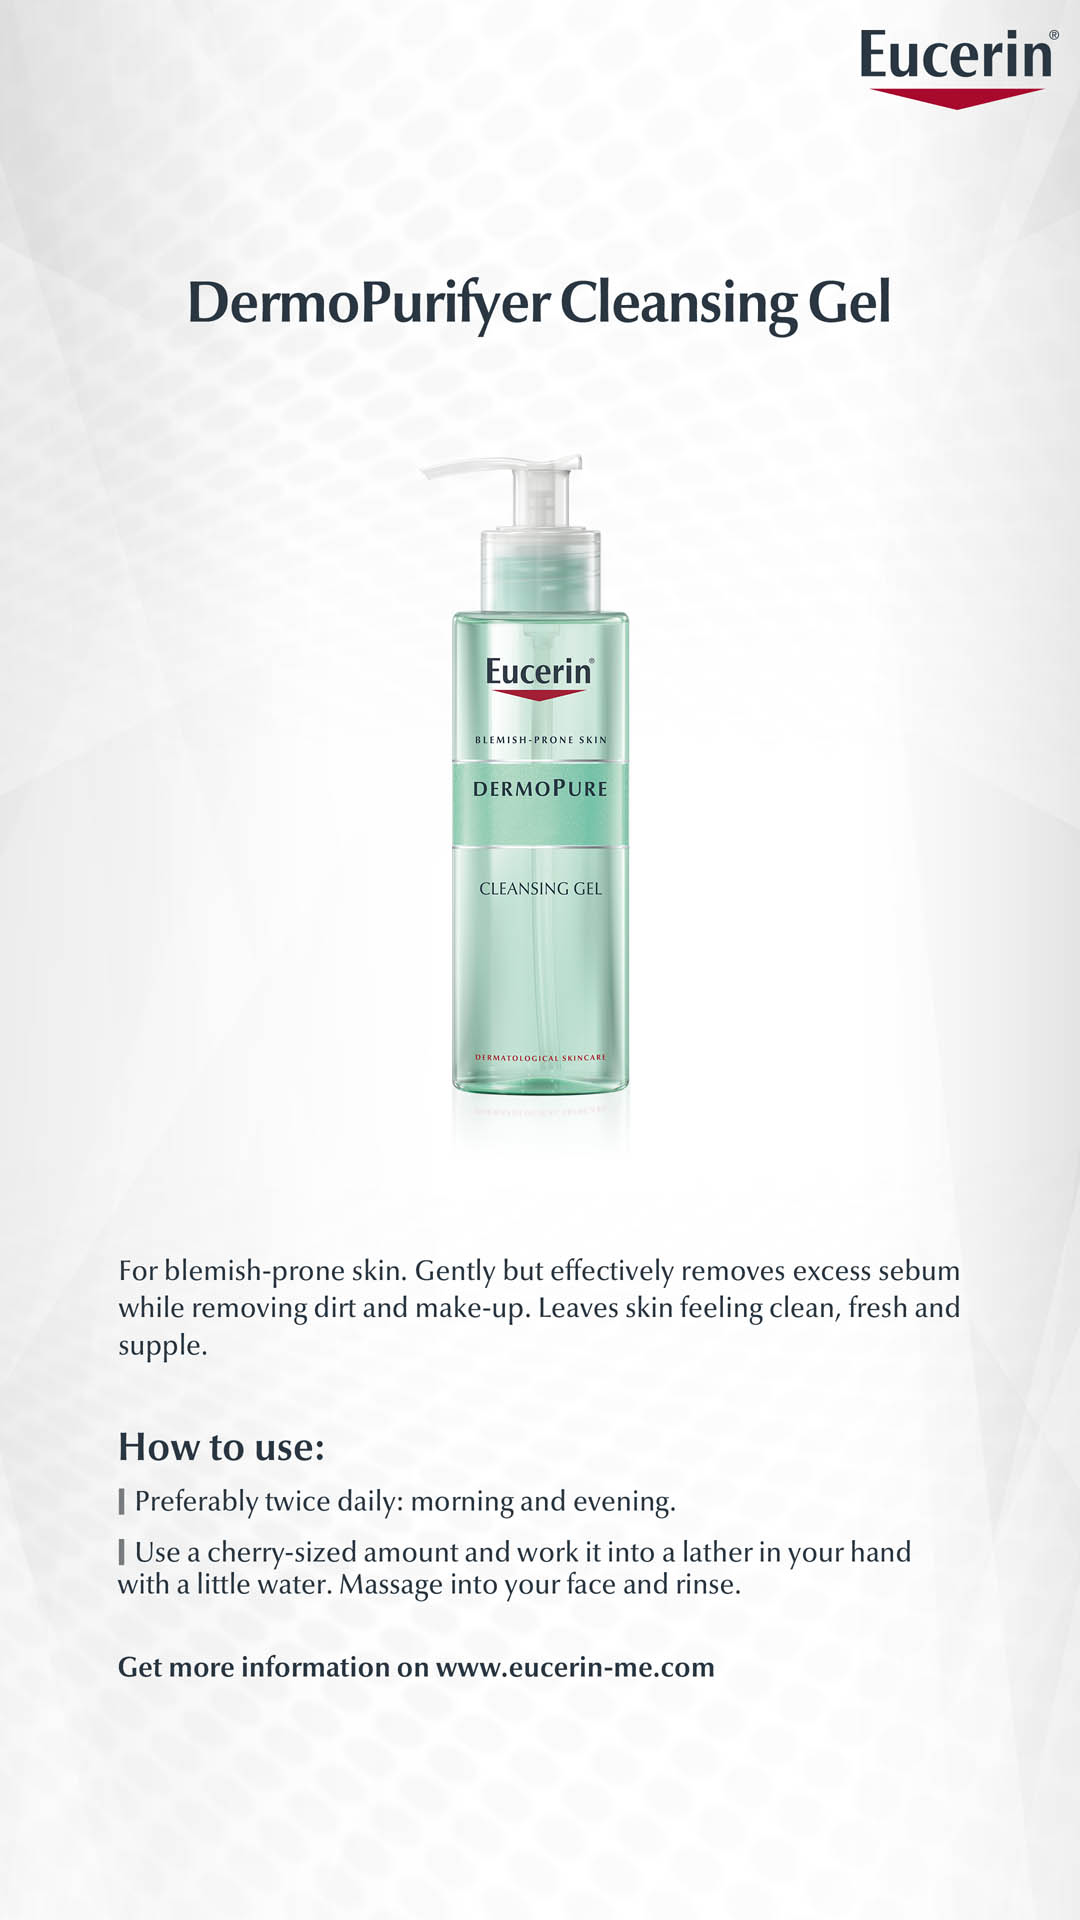 Eucerin®
DermoPurifyer Cleansing Gel
Eucerin®
BLEMISH-PRONE SKIN
DERMOPURE
CLEANSING GEL
DERMATOLOGICAL SKINCARE
For blemish-prone skin. Gently but effectively removes excess sebum
while removing dirt and make-up. Leaves skin feeling clean, fresh and
supple.
How to use:
| Preferably twice daily: morning and evening.
| Use a cherry-sized amount and work it into a lather in your hand
with a little water. Massage into your face and rinse.
Get more information on www.eucerin-me.com